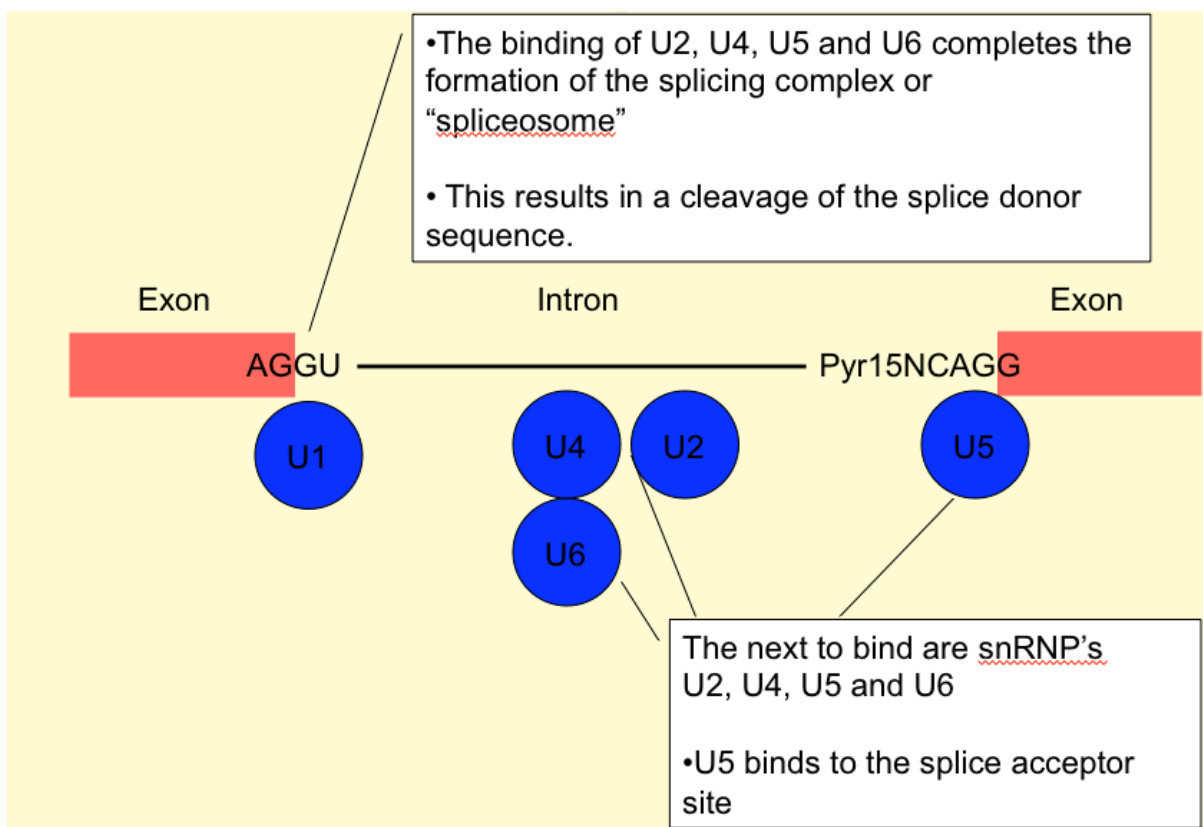 •The binding of U2, U4, U5 and U6 completes the
formation of the splicing complex or
“spliceosome”
• This results in a cleavage of the splice donor
sequence.
Exon
Intron
Exon
AGGU
Pyr15NCAGG
U1
U4
U2
U5
U6
The next to bind are snRNP’s
U2, U4, U5 and U6
•U5 binds to the splice acceptor
site